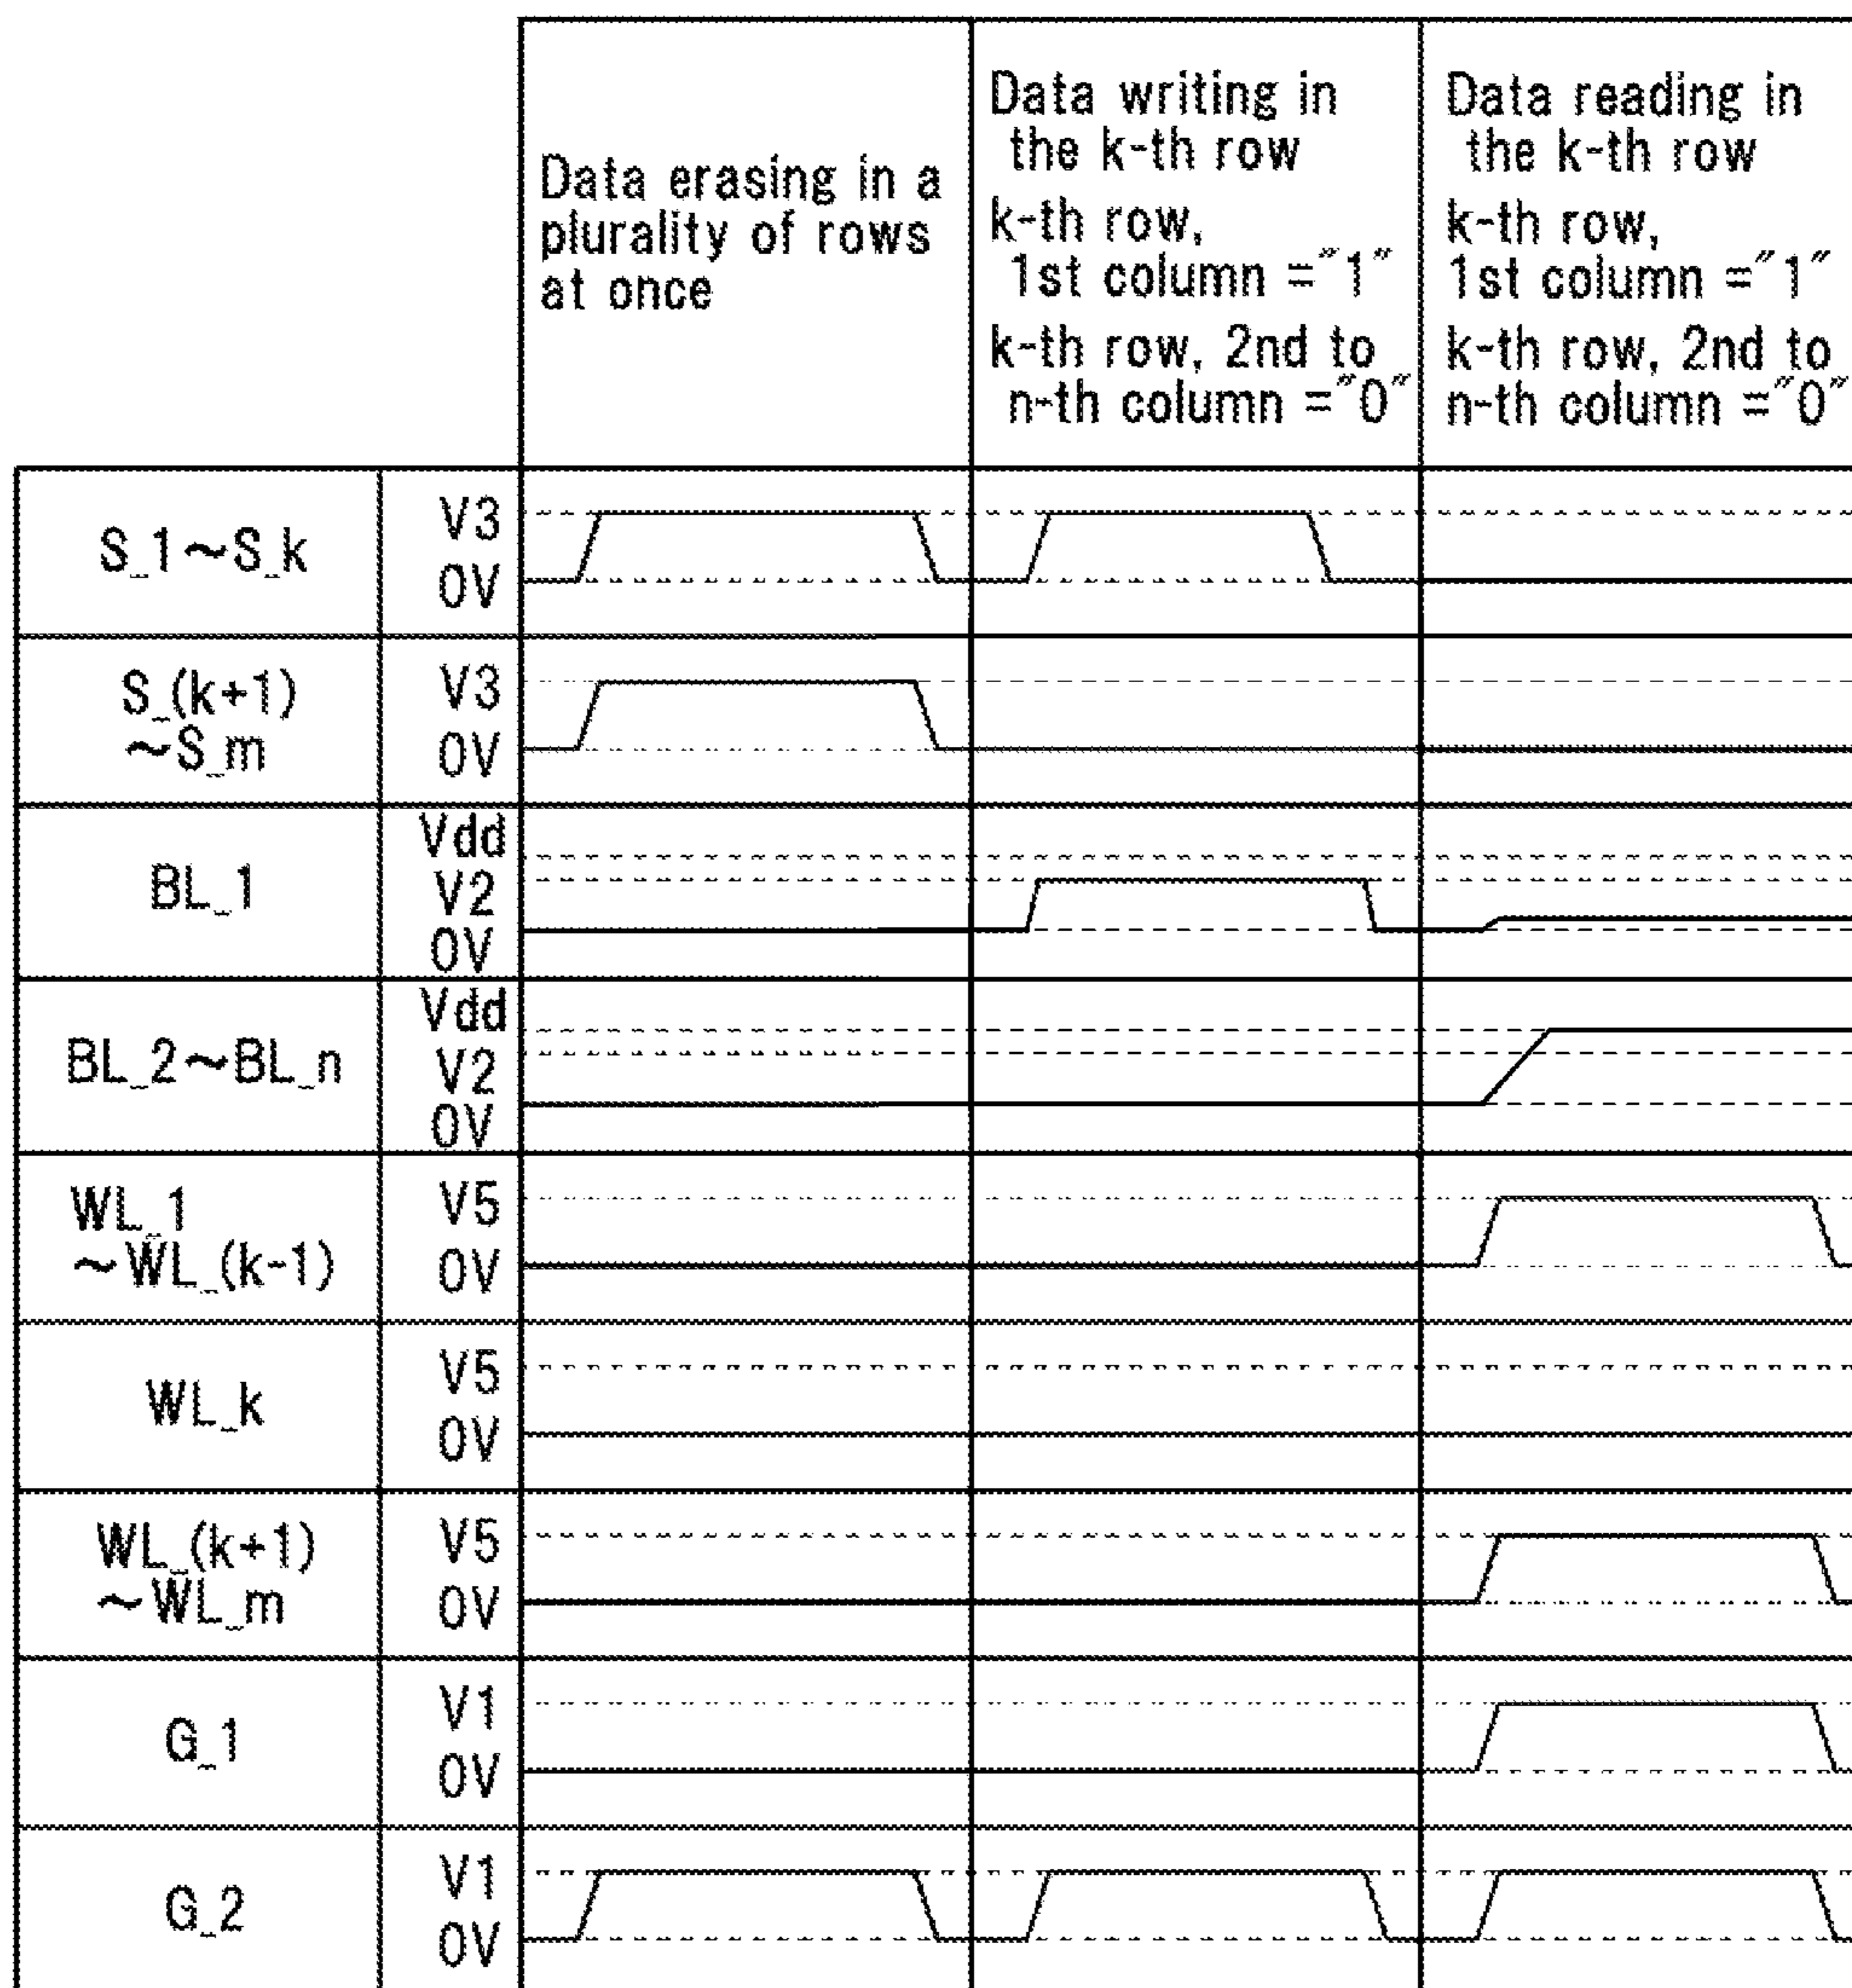 Data erasing in a
plurality of rows
at once
Data writing in
the k-th row
k-th row,
1st column ="1"
k-th row, 2nd to
n-th column ="0"
Data reading in
the k-th row
k-th row,
1st column ="1"
k-th row, 2nd to
n-th column ="0"
S_1~S_k
V3
0V
S_(k+1)
~S_m
V3
0V
BL_1
Vdd
V2
0V
BL_2~BL_n
Vdd
V2
0V
WL_1
~WL_(k-1)
V5
0V
WL_k
V5
0V
WL_(k+1)
~WL_m
V5
0V
G_1
V1
0V
G_2
V1
0V